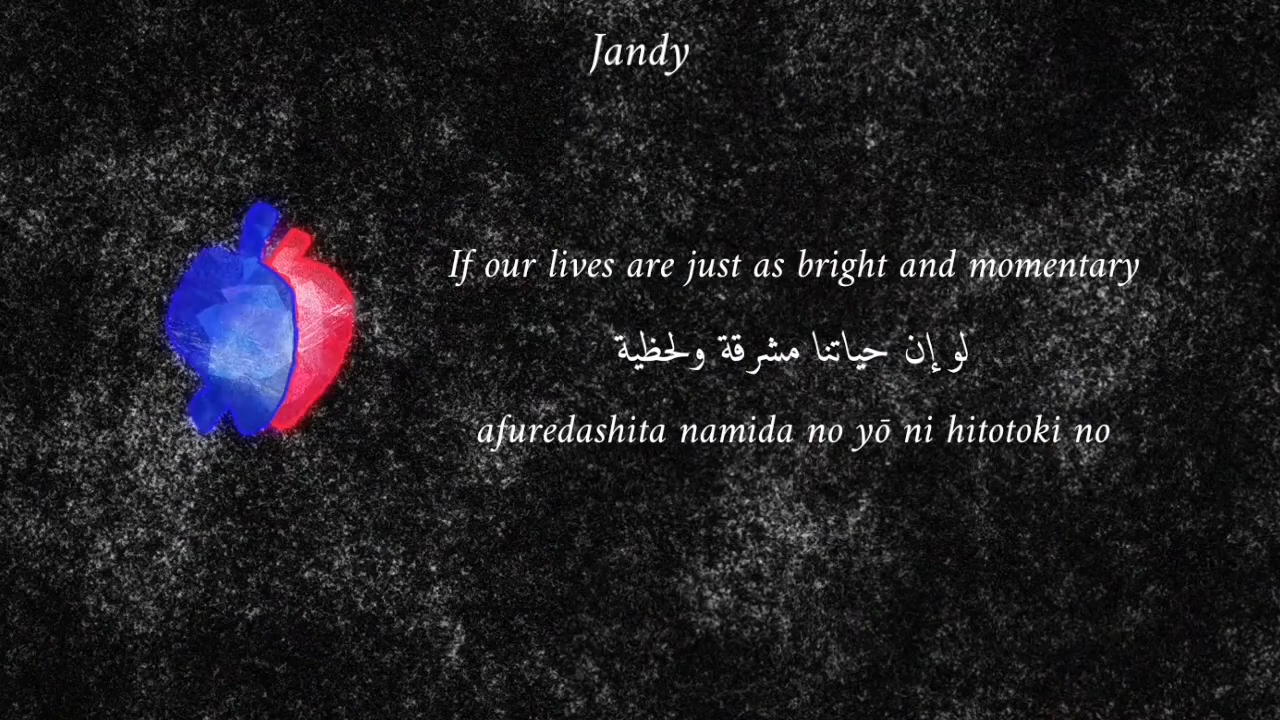 Jandy
If our lives are just as bright and momentary
لو إن حياتنا مشرقة ولحظية
afuredashita namida no yō ni hitotoki no